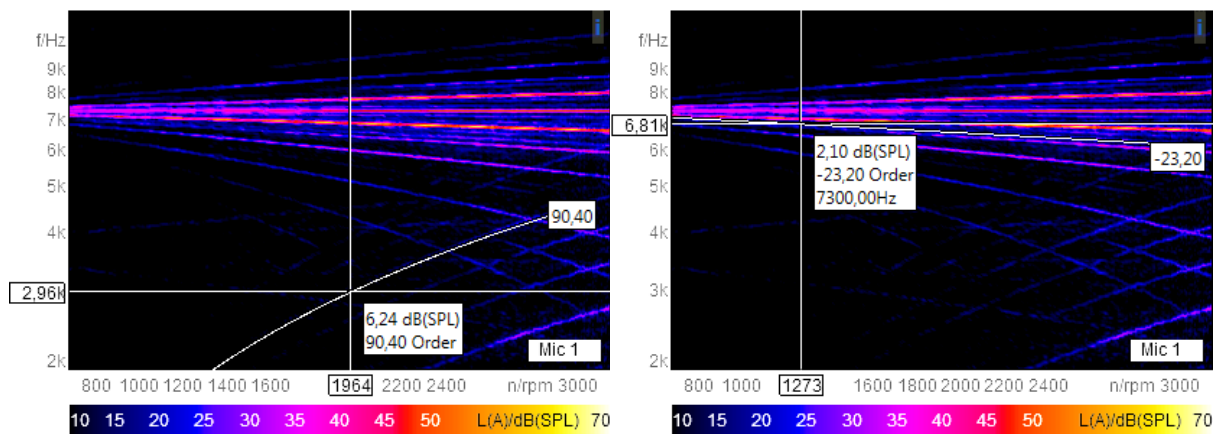 f/Hz
i
9k
8k
7k
6k
5k
4k
90,40
2,96k
6,24 dB(SPL)
90,40 Order
2k
Mic 1
800 1000 1200 1400 1600 1964 2200 2400 n/rpm 3000
10 15 20 25 30 35 40 45 50 L(A)/dB(SPL) 70
f/Hz
i
9k
8k
7k
6,81k
6k
2,10 dB(SPL)
-23,20 Order
7300,00Hz
-23,20
5k
4k
3k
2k
Mic 1
800 1000 1273 1600 1800 2000 2200 2400 n/rpm 3000
10 15 20 25 30 35 40 45 50 L(A)/dB(SPL) 70